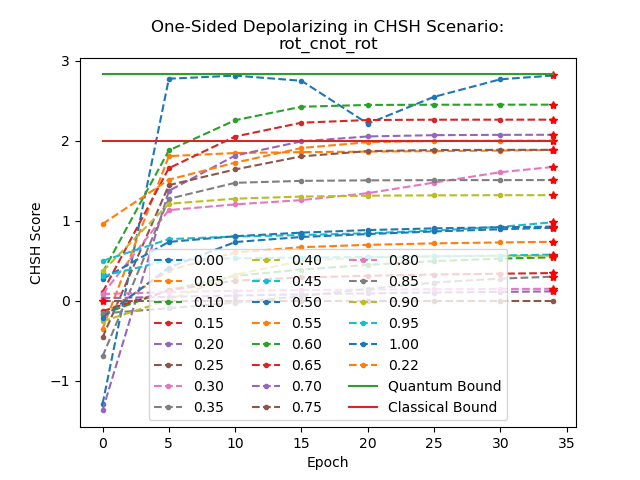 One-Sided Depolarizing in CHSH Scenario:
rot_cnot_rot
CHSH Score
3
2
1
0
−1
0.00 0.40 0.80
0.05 0.45 0.90
0.10 0.50 0.95
0.15 0.55 1.00
0.20 0.60 0.22
0.25 0.65 Quantum Bound
0.30 0.70 Classical Bound
0.35 0.75
0 5 10 15 20 25 30 35
Epoch